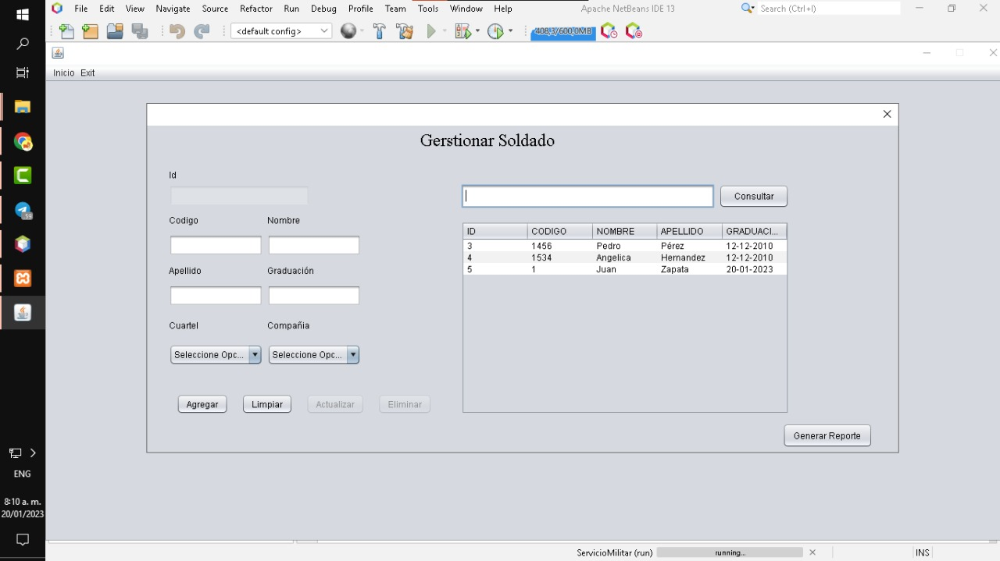 File Edit View Navigate Source Refactor Run Debug Profile Team Tools Window Help Apache NetBeans IDE 13 Search (Ctrl+I)
<default config> 408,3/600,0MB
Inicio Exit
Gerstionar Soldado
Id
Consultar
Codigo Nombre
ID CODIGO NOMBRE APELLIDO GRADUACI...
3 1456 Pedro Pérez 12-12-2010
4 1534 Angelica Hernandez 12-12-2010
5 1 Juan Zapata 20-01-2023
Apellido Graduación
Cuartel Compañia
Seleccione Opc... Seleccione Opc...
Agregar Limpiar Actualizar Eliminar
Generar Reporte
59
ENG
8:10 a. m.
20/01/2023
ServicioMilitar (run) running... INS